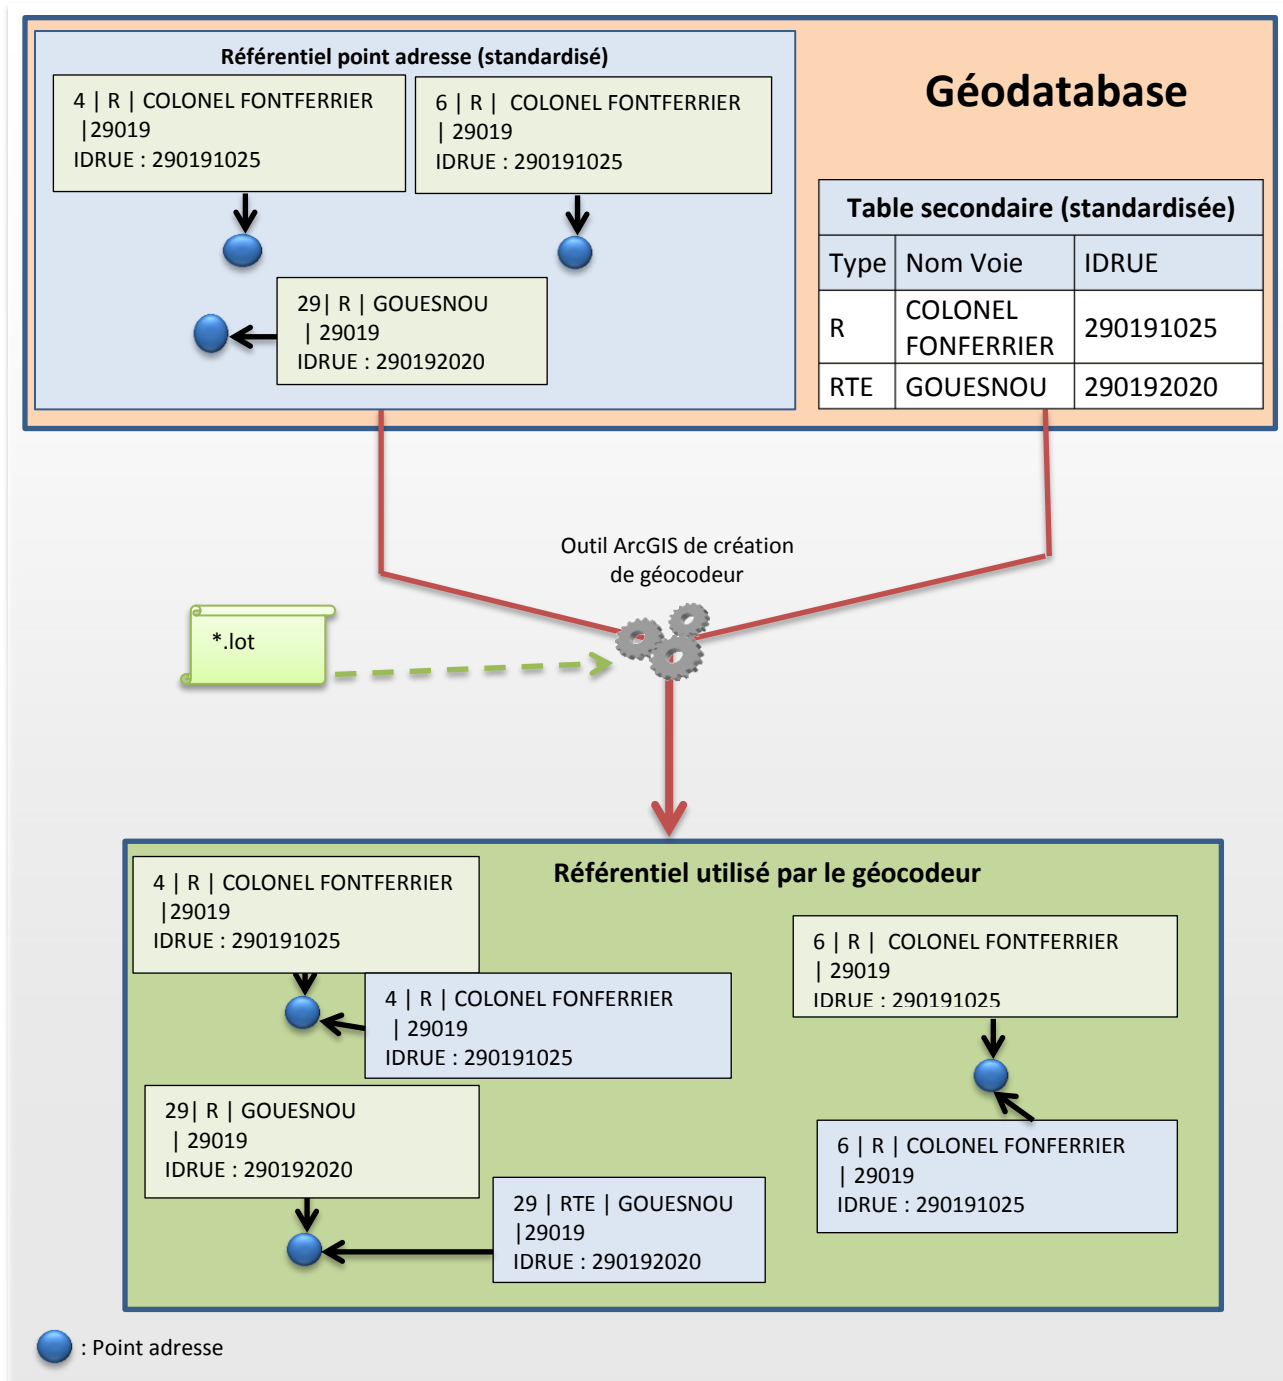 Référentiel point adresse (standardisé)
4 | R | COLONEL FONTFERRIER
|29019
IDRUE : 290191025
6 | R | COLONEL FONTFERRIER
| 29019
IDRUE : 290191025
29| R | GOUESNOU
| 29019
IDRUE : 290192020
Géodatabase
Table secondaire (standardisée)
Type Nom Voie IDRUE
R COLONEL FONFERRIER 290191025
RTE GOUESNOU 290192020
Outil ArcGIS de création
de géocodeur
*.lot
Référentiel utilisé par le géocodeur
4 | R | COLONEL FONTFERRIER
|29019
IDRUE : 290191025
4 | R | COLONEL FONFERRIER
| 29019
IDRUE : 290191025
6 | R | COLONEL FONTFERRIER
| 29019
IDRUE : 290191025
6 | R | COLONEL FONFERRIER
| 29019
IDRUE : 290191025
29| R | GOUESNOU
| 29019
IDRUE : 290192020
29 | RTE | GOUESNOU
|29019
IDRUE : 290192020
: Point adresse